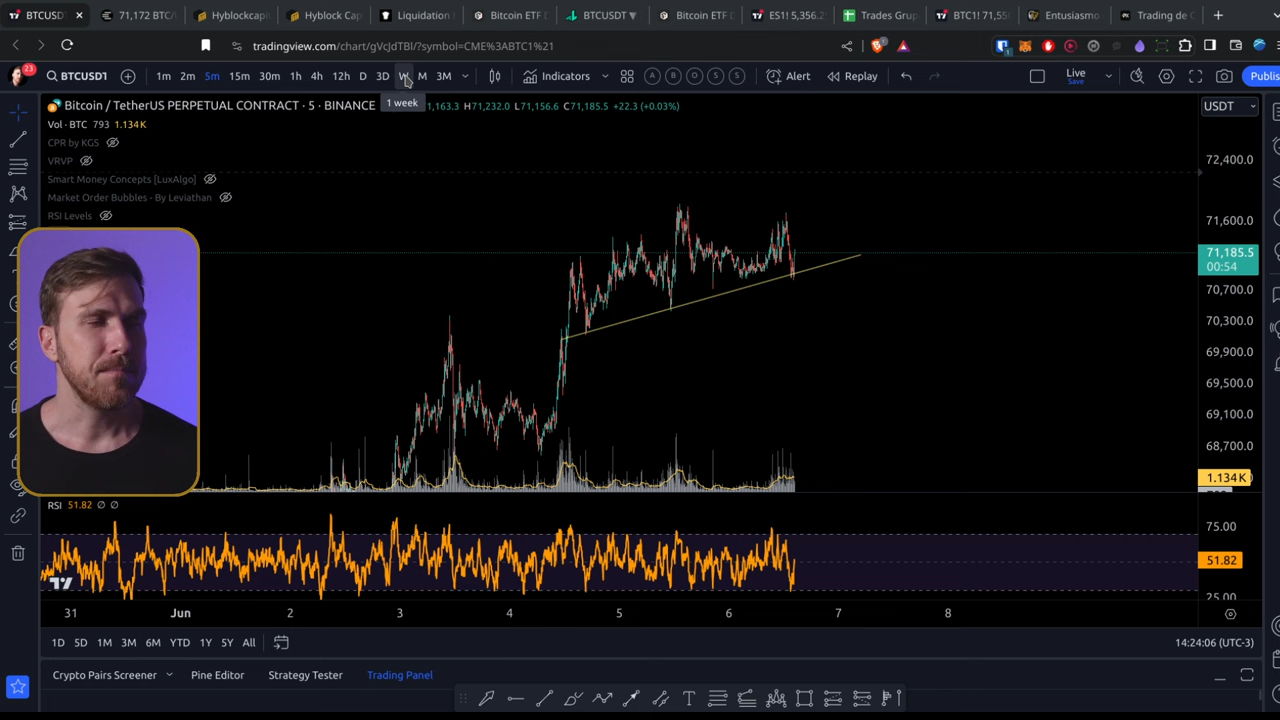 BTCUSD1
71,172 BTC/
Hyblockcapi
Hyblock Cap
Liquidation
Bitcoin ETF D
BTCUSDT
Bitcoin ETF D
ES1! 5,356.2
Trades Grup
BTC1! 71,55
Entusiasmo
Trading de C
tradingview.com/chart/gVcJdTBI/?symbol=CME%3ABTC1%21
23
BTCUSD1
1m 2m 5m 15m 30m 1h 4h 12h D 3D W M 3M
Indicators
A B O S S
Alert
Replay
Live
Save
Publis
1 week
Bitcoin / TetherUS PERPETUAL CONTRACT · 5 · BINANCE
1,163.3 H71,232.0 L71,156.6 C71,185.5 +22.3 (+0.03%)
USDT
Vol · BTC 793 1.134K
CPR by KGS
VRVP
Smart Money Concepts [LuxAlgo]
Market Order Bubbles - By Leviathan
RSI Levels
72,400.0
71,600.0
71,185.5
00:54
70,700.0
70,300.0
69,900.0
69,500.0
69,100.0
68,700.0
1.134K
RSI 51.82 ∅ ∅
75.00
51.82
25.00
31 Jun 2 3 4 5 6 7 8
1D 5D 1M 3M 6M YTD 1Y 5Y All
14:24:06 (UTC-3)
Crypto Pairs Screener
Pine Editor
Strategy Tester
Trading Panel